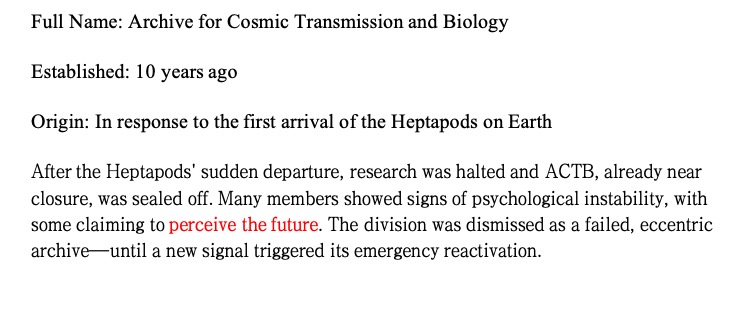 Full Name: Archive for Cosmic Transmission and Biology
Established: 10 years ago
Origin: In response to the first arrival of the Heptapods on Earth
After the Heptapods' sudden departure, research was halted and ACTB, already near
closure, was sealed off. Many members showed signs of psychological instability, with
some claiming to perceive the future. The division was dismissed as a failed, eccentric
archive—until a new signal triggered its emergency reactivation.